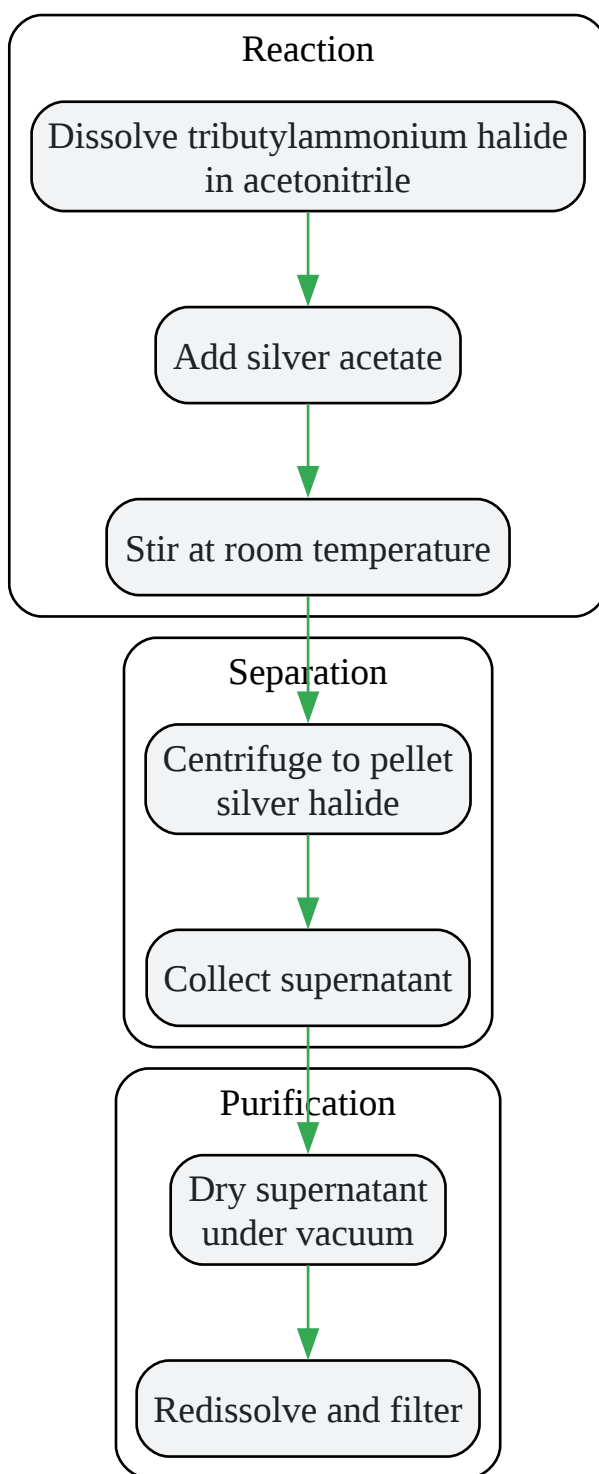 Reaction
Dissolve tributylammonium halide
in acetonitrile
Add silver acetate
Stir at room temperature
Separation
Centrifuge to pellet
silver halide
Collect supernatant
Purification
Dry supernatant
under vacuum
Redissolve and filter